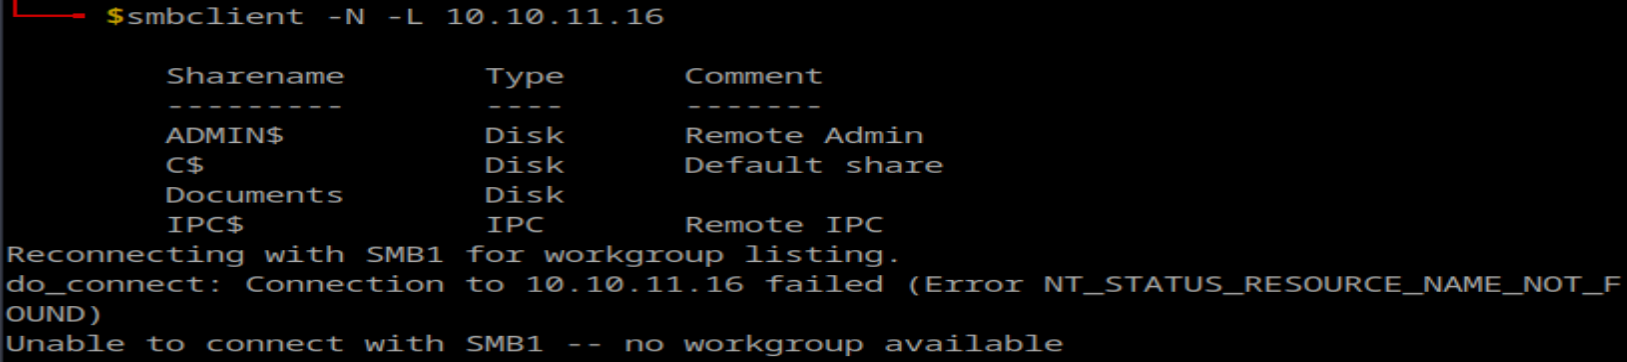 $smbclient -N -L 10.10.11.16
Sharename Type Comment
--------- ---- -------
ADMIN$ Disk Remote Admin
C$ Disk Default share
Documents Disk
IPC$ IPC Remote IPC
Reconnecting with SMB1 for workgroup listing.
do_connect: Connection to 10.10.11.16 failed (Error NT_STATUS_RESOURCE_NAME_NOT_F
OUND)
Unable to connect with SMB1 -- no workgroup available